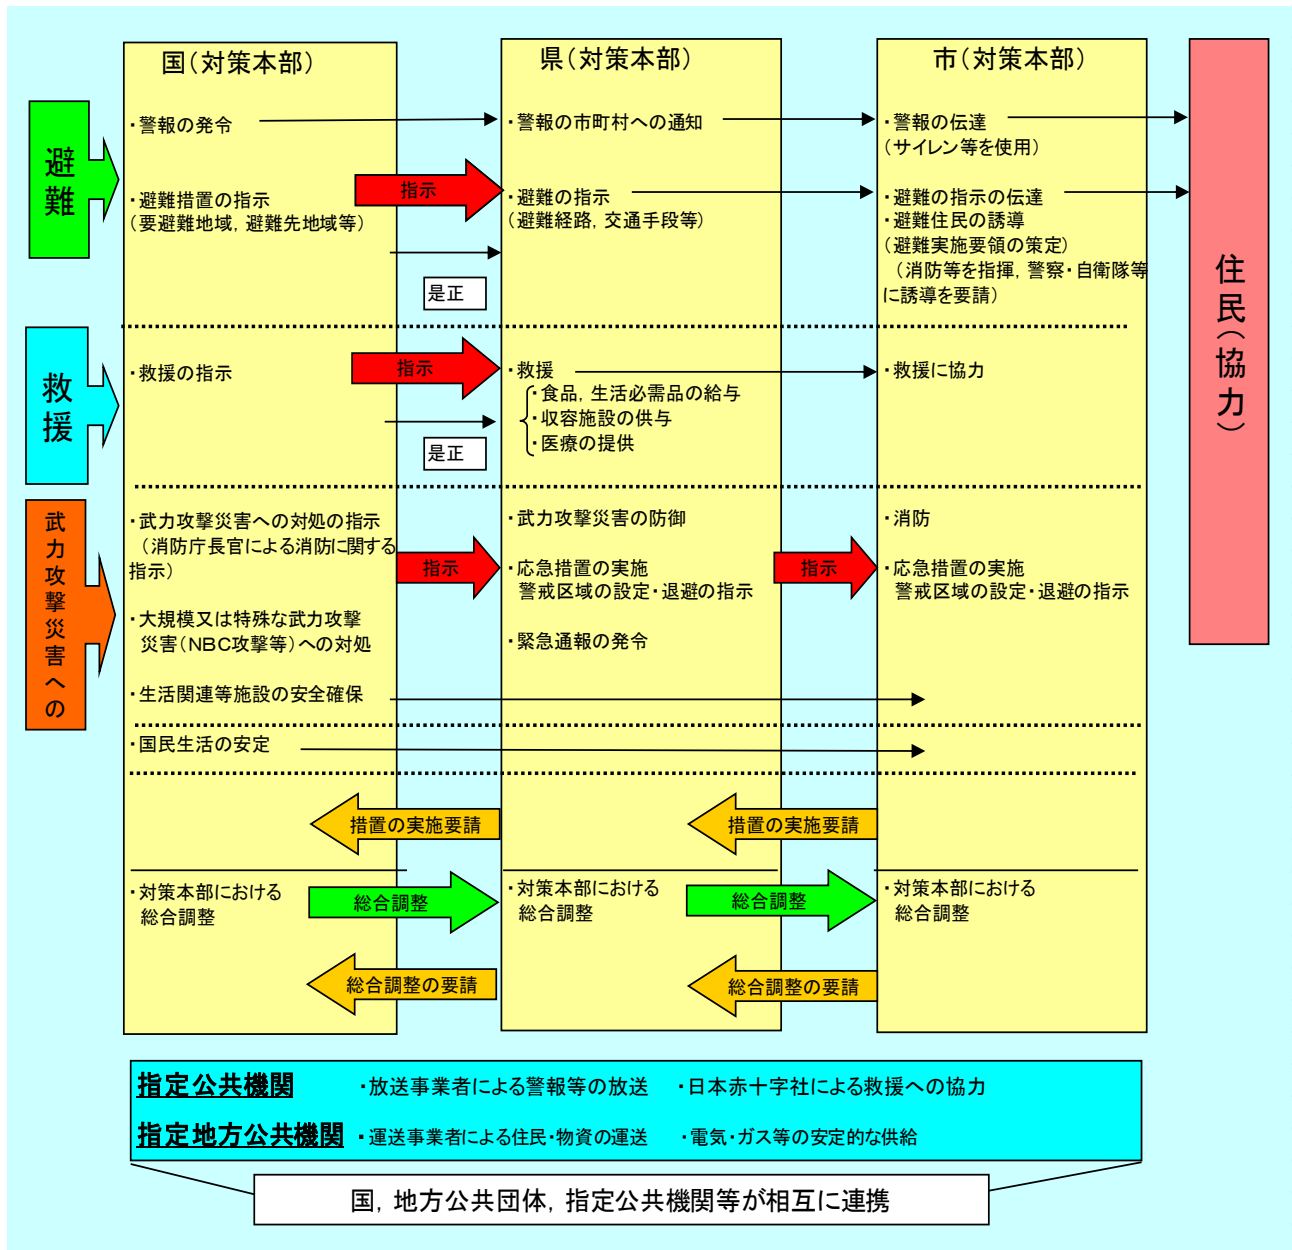 国（対策本部）
県（対策本部）
市（対策本部）
避難
・警報の発令
・警報の市町村への通知
・警報の伝達
（サイレン等を使用）
・避難措置の指示
（要避難地域，避難先地域等）
指示
・避難の指示
（避難経路，交通手段等）
・避難の指示の伝達
・避難住民の誘導
（避難実施要領の策定）
（消防等を指揮，警察・自衛隊等
に誘導を要請）
是正
住民（協力）
救援
・救援の指示
指示
・救援
・食品，生活必需品の給与
・収容施設の供与
・医療の提供
・救援に協力
是正
武力攻撃災害への
・武力攻撃災害への対処の指示
（消防庁長官による消防に関する
指示）
指示
・武力攻撃災害の防御
・応急措置の実施
警戒区域の設定・退避の指示
・緊急通報の発令
指示
・消防
・応急措置の実施
警戒区域の設定・退避の指示
・大規模又は特殊な武力攻撃
災害（ＮＢＣ攻撃等）への対処
・生活関連等施設の安全確保
・国民生活の安定
措置の実施要請
措置の実施要請
・対策本部における
総合調整
総合調整
・対策本部における
総合調整
総合調整
・対策本部における
総合調整
総合調整の要請
総合調整の要請
指定公共機関　・放送事業者による警報等の放送　・日本赤十字社による救援への協力
指定地方公共機関　・運送事業者による住民・物資の運送　・電気・ガス等の安定的な供給
国，地方公共団体，指定公共機関等が相互に連携